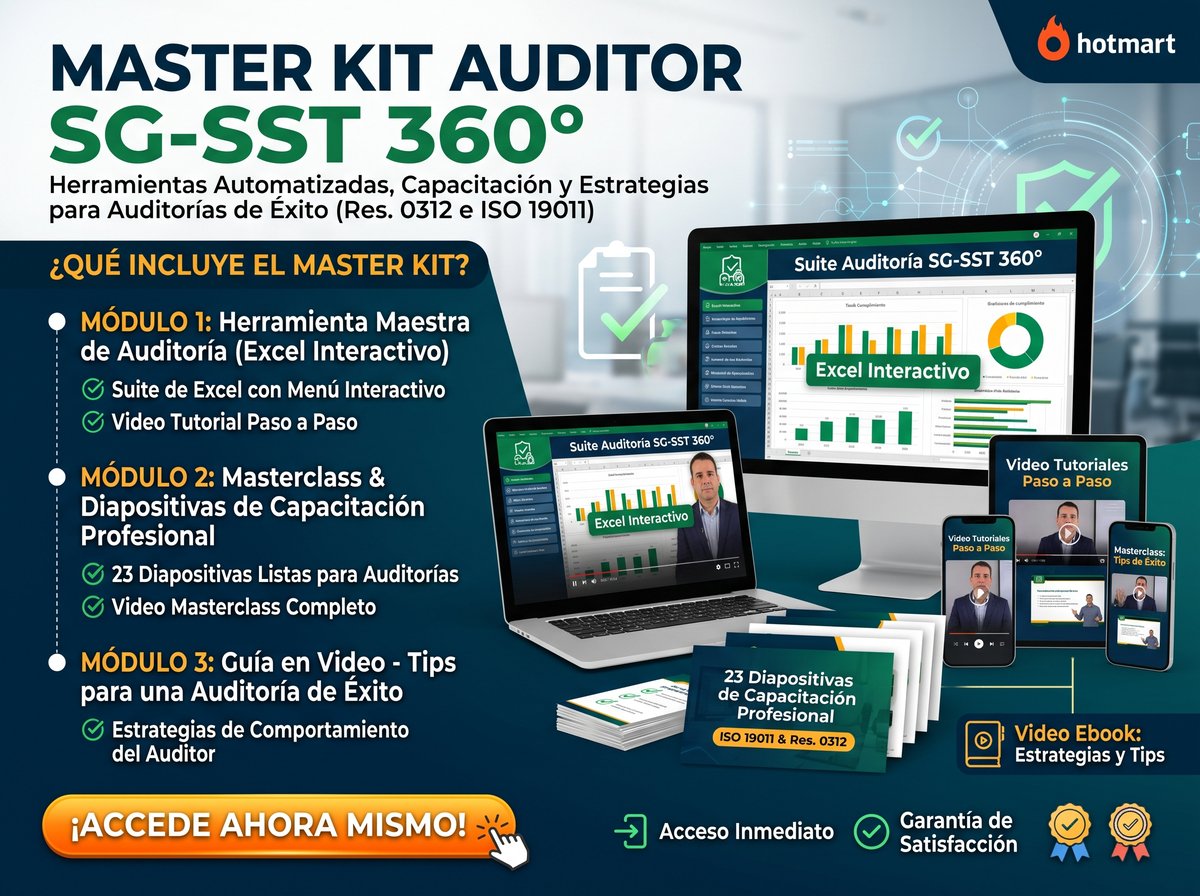 hotmart
MASTER KIT AUDITOR
SG-SST 360°
Herramientas Automatizadas, Capacitación y Estrategias
para Auditorías de Éxito (Res. 0312 e ISO 19011)
¿QUÉ INCLUYE EL MASTER KIT?
MÓDULO 1: Herramienta Maestra
de Auditoría (Excel Interactivo)
Suite de Excel con Menú Interactivo
Video Tutorial Paso a Paso
MÓDULO 2: Masterclass &
Diapositivas de Capacitación
Profesional
23 Diapositivas Listas para Auditorías
Video Masterclass Completo
MÓDULO 3: Guía en Video - Tips
para una Auditoría de Éxito
Estrategias de Comportamiento
del Auditor
¡ACCEDE AHORA MISMO!
Suite Auditoría SG-SST 360°
Excel Interactivo
Suite Auditoría SG-SST 360°
Excel Interactivo
Video Tutoriales
Paso a Paso
Video Tutoriales
Paso a Paso
Masterclass:
Tips de Éxito
23 Diapositivas
de Capacitación
Profesional
ISO 19011 & Res. 0312
Video Ebook:
Estrategias y Tips
Acceso Inmediato
Garantía de
Satisfacción